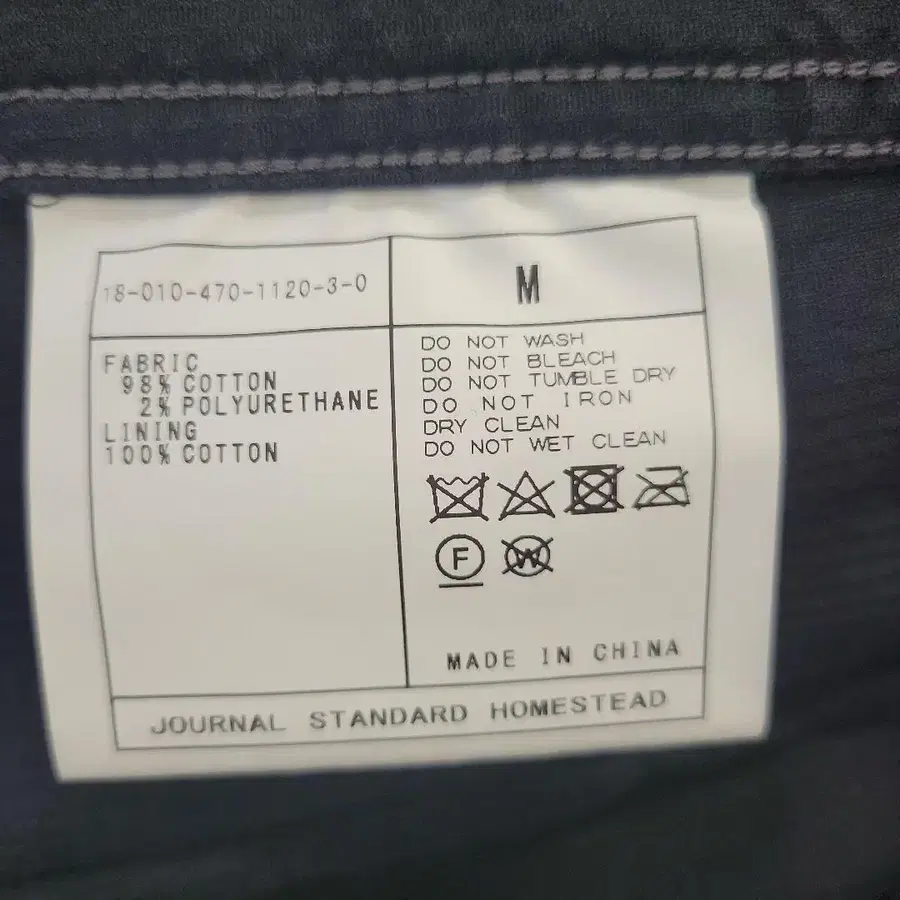 18-010-470-1120-3-0
M
FABRIC
98% COTTON
2% POLYURETHANE
LINING
100% COTTON
DO NOT WASH
DO NOT BLEACH
DO NOT TUMBLE DRY
DO NOT IRON
DRY CLEAN
DO NOT WET CLEAN
F W
MADE IN CHINA
JOURNAL STANDARD HOMESTEAD